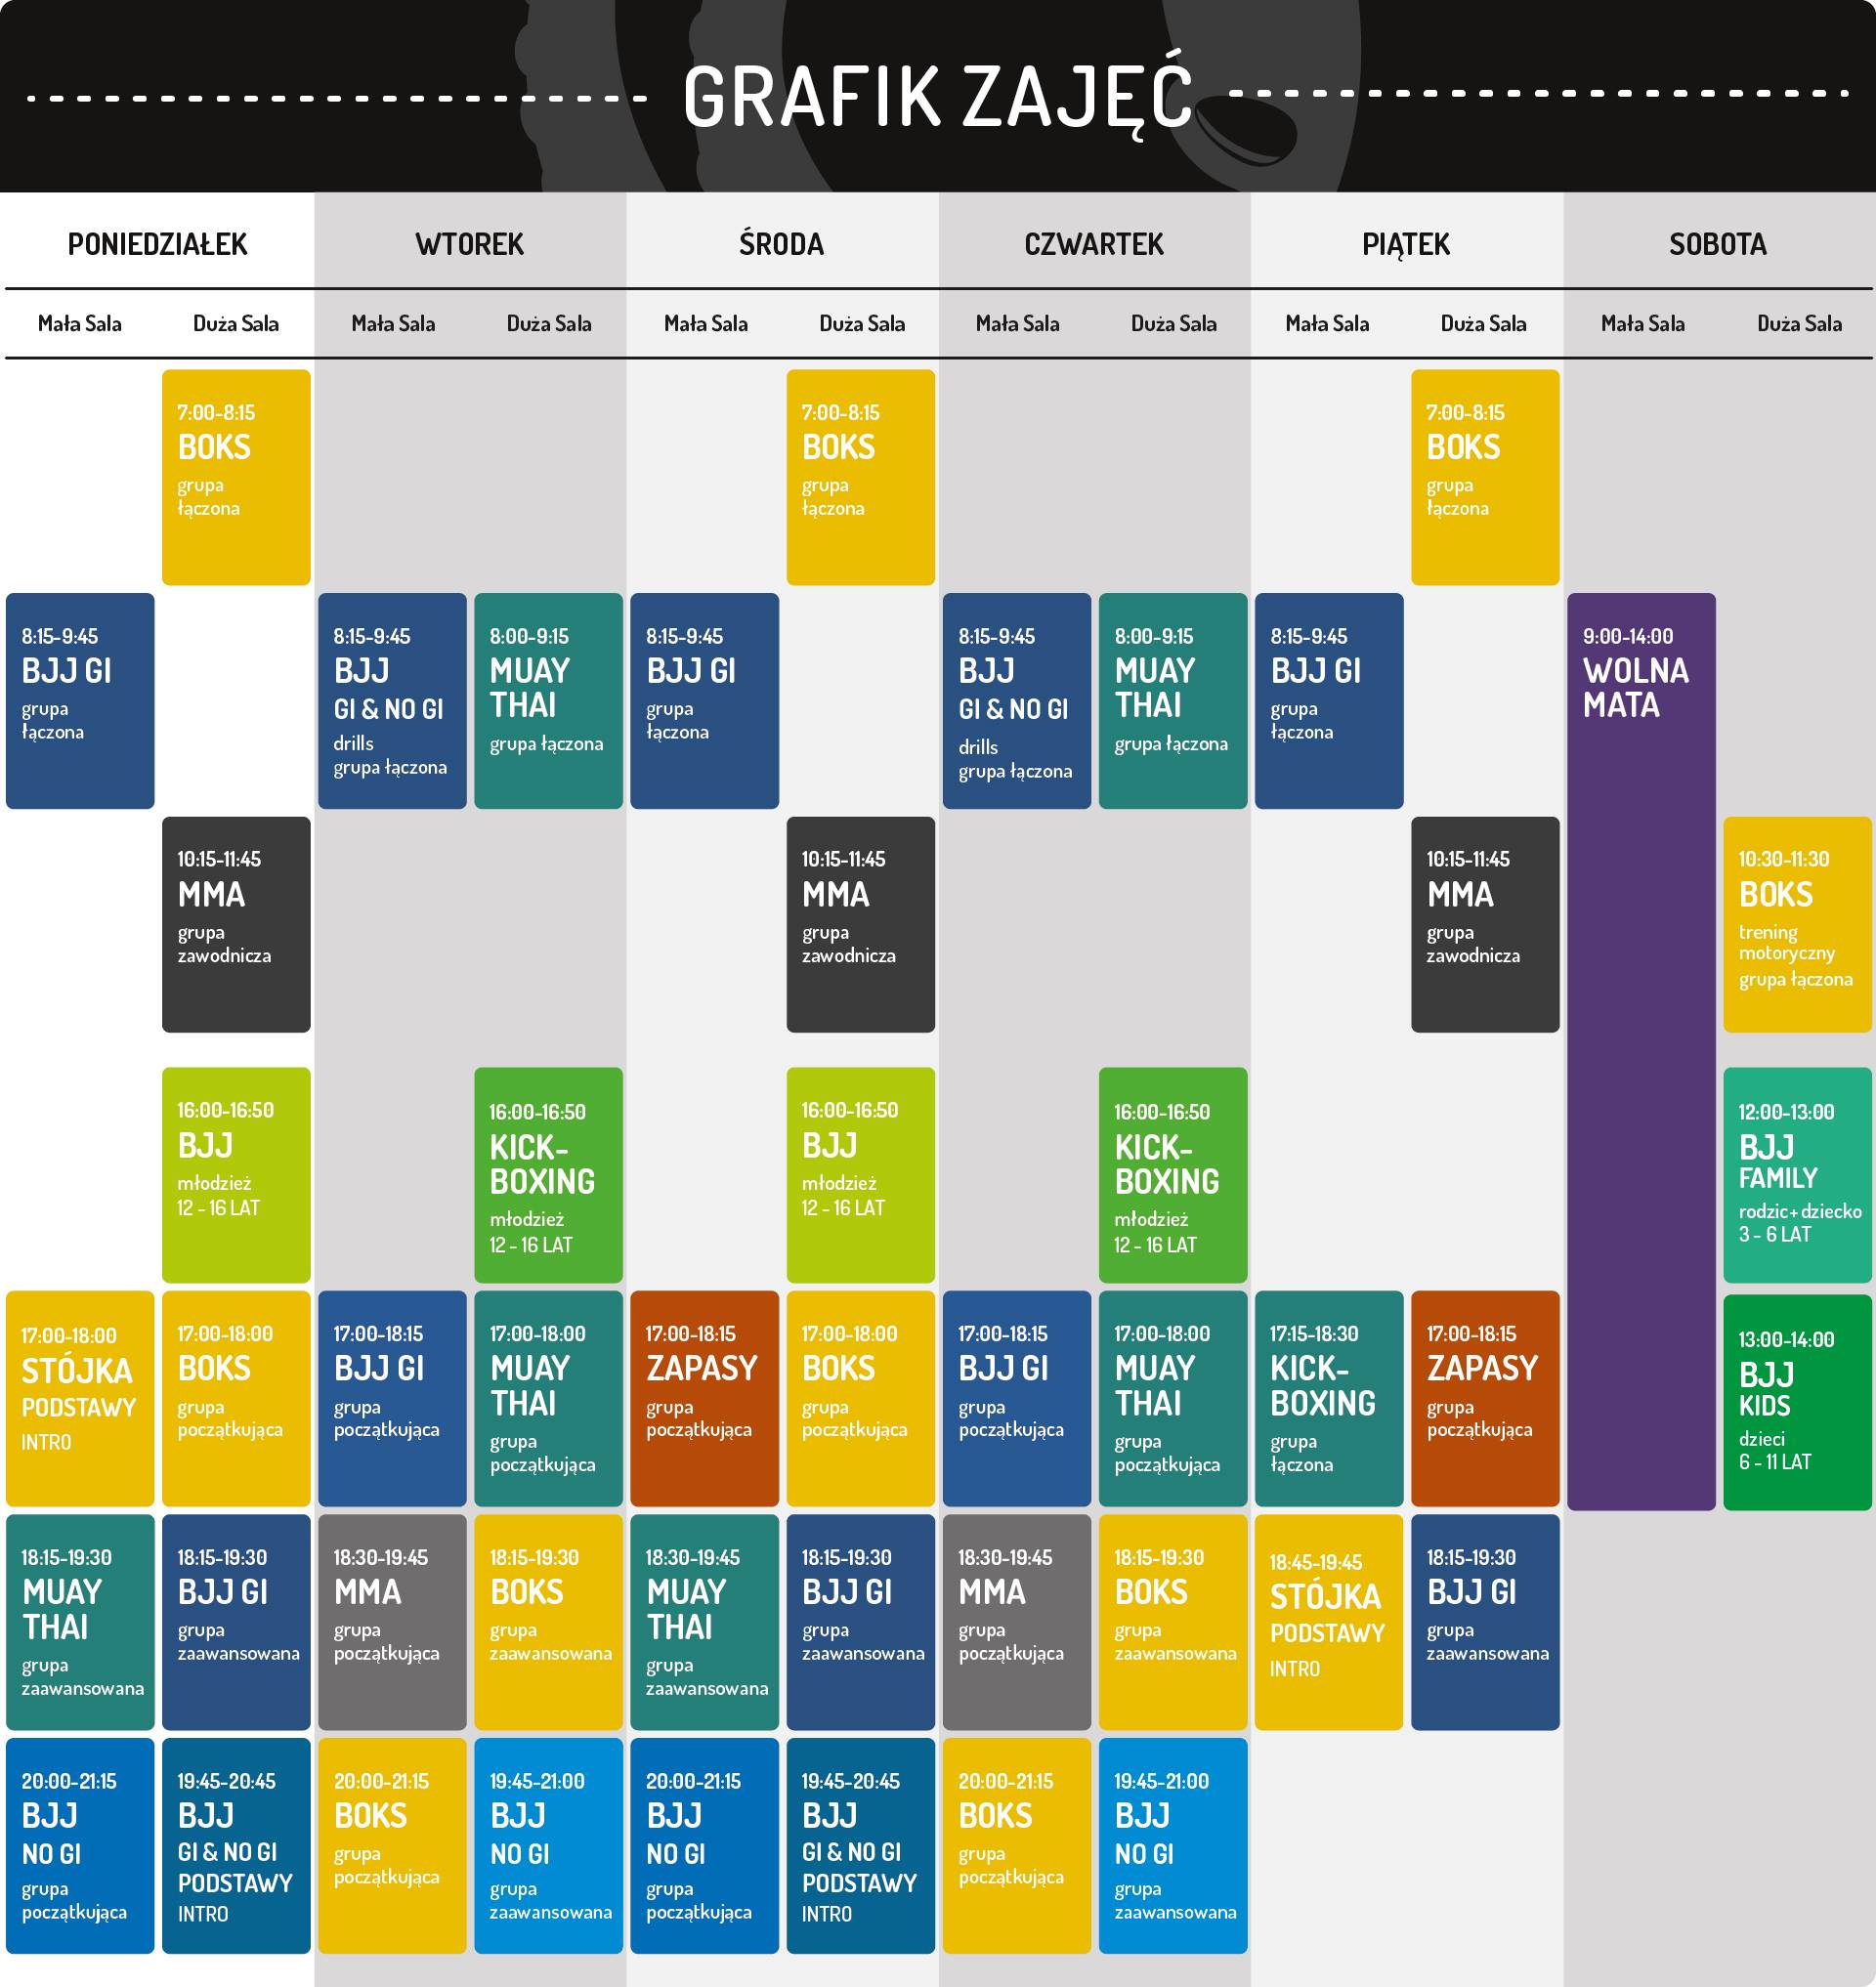 GRAFIK ZAJĘĆ
PONIEDZIAŁEK
WTOREK
ŚRODA
CZWARTEK
PIĄTEK
SOBOTA
Mała Sala
Duża Sala
Mała Sala
Duża Sala
Mała Sala
Duża Sala
Mała Sala
Duża Sala
Mała Sala
Duża Sala
Mała Sala
Duża Sala
7:00-8:15
BOKS
grupa
łączona
7:00-8:15
BOKS
grupa
łączona
7:00-8:15
BOKS
grupa
łączona
8:15-9:45
BJJ GI
grupa
łączona
8:15-9:45
BJJ
GI & NO GI
drills
grupa łączona
8:00-9:15
MUAY
THAI
grupa łączona
8:15-9:45
BJJ GI
grupa
łączona
8:15-9:45
BJJ
GI & NO GI
drills
grupa łączona
8:00-9:15
MUAY
THAI
grupa łączona
8:15-9:45
BJJ GI
grupa
łączona
9:00-14:00
WOLNA
MATA
10:15-11:45
MMA
grupa
zawodnicza
10:15-11:45
MMA
grupa
zawodnicza
10:15-11:45
MMA
grupa
zawodnicza
10:30-11:30
BOKS
trening
motoryczny
grupa łączona
16:00-16:50
BJJ
młodzież
12 - 16 LAT
16:00-16:50
KICK-
BOXING
młodzież
12 - 16 LAT
16:00-16:50
BJJ
młodzież
12 - 16 LAT
16:00-16:50
KICK-
BOXING
młodzież
12 - 16 LAT
12:00-13:00
BJJ
FAMILY
rodzic+dziecko
3 - 6 LAT
17:00-18:00
STÓJKA
PODSTAWY
INTRO
17:00-18:00
BOKS
grupa
początkująca
17:00-18:15
BJJ GI
grupa
początkująca
17:00-18:00
MUAY
THAI
grupa
początkująca
17:00-18:15
ZAPASY
grupa
początkująca
17:00-18:00
BOKS
grupa
początkująca
17:00-18:15
BJJ GI
grupa
początkująca
17:00-18:00
MUAY
THAI
grupa
początkująca
17:15-18:30
KICK-
BOXING
grupa
łączona
17:00-18:15
ZAPASY
grupa
początkująca
13:00-14:00
BJJ
KIDS
dzieci
6 - 11 LAT
18:15-19:30
MUAY
THAI
grupa
zaawansowana
18:15-19:30
BJJ GI
grupa
zaawansowana
18:30-19:45
MMA
grupa
początkująca
18:15-19:30
BOKS
grupa
zaawansowana
18:30-19:45
MUAY
THAI
grupa
zaawansowana
18:15-19:30
BJJ GI
grupa
zaawansowana
18:30-19:45
MMA
grupa
początkująca
18:15-19:30
BOKS
grupa
zaawansowana
18:45-19:45
STÓJKA
PODSTAWY
INTRO
18:15-19:30
BJJ GI
grupa
zaawansowana
20:00-21:15
BJJ
NO GI
grupa
początkująca
19:45-20:45
BJJ
GI & NO GI
PODSTAWY
INTRO
20:00-21:15
BOKS
grupa
początkująca
19:45-21:00
BJJ
NO GI
grupa
zaawansowana
20:00-21:15
BJJ
NO GI
grupa
początkująca
19:45-20:45
BJJ
GI & NO GI
PODSTAWY
INTRO
20:00-21:15
BOKS
grupa
początkująca
19:45-21:00
BJJ
NO GI
grupa
zaawansowana